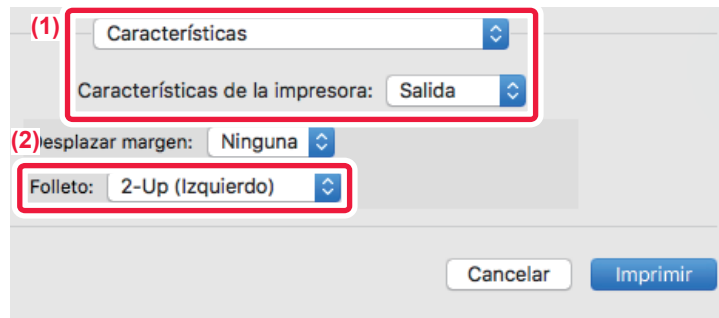 (1) Características
Características de la impresora: Salida
(2) Desplazar margen: Ninguna
Folleto: 2-Up (Izquierdo)
Cancelar Imprimir